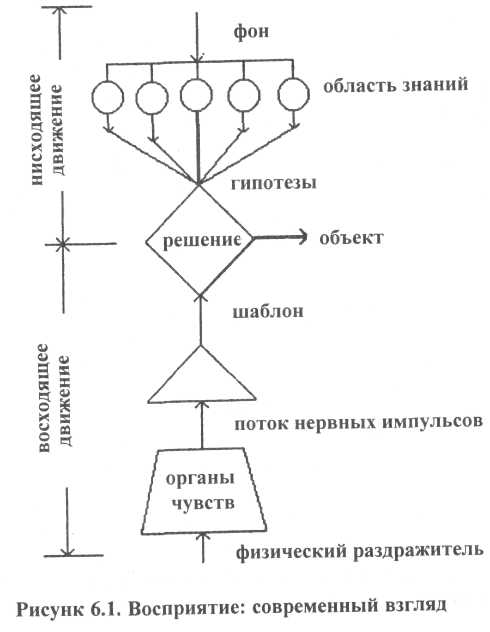 фон
область знаний
нисходящее
движение
гипотезы
решение
объект
шаблон
восходящее
движение
поток нервных импульсов
органы
чувств
физический раздражитель
Рисунк 6.1. Восприятие: современный взгляд